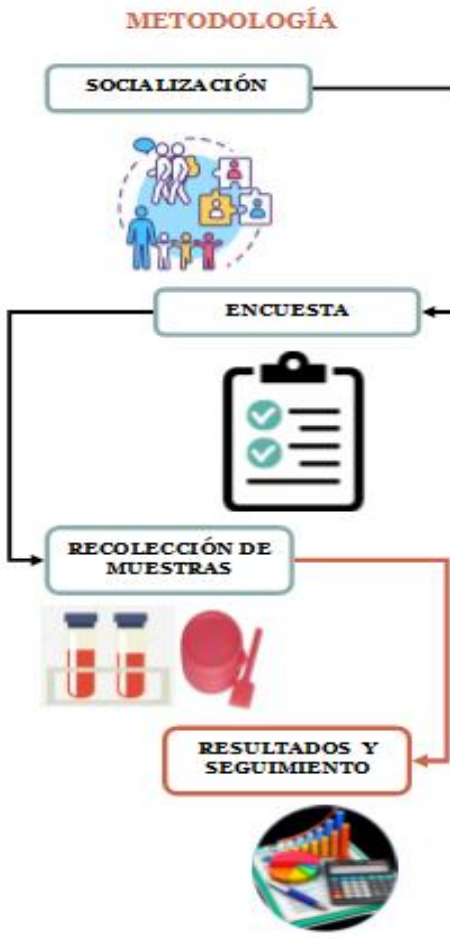 METODOLOGÍA
SOCIALIZACIÓN
ENCUESTA
RECOLECCIÓN DE
MUESTRAS
RESULTADOS Y
SEGUIMIENTO